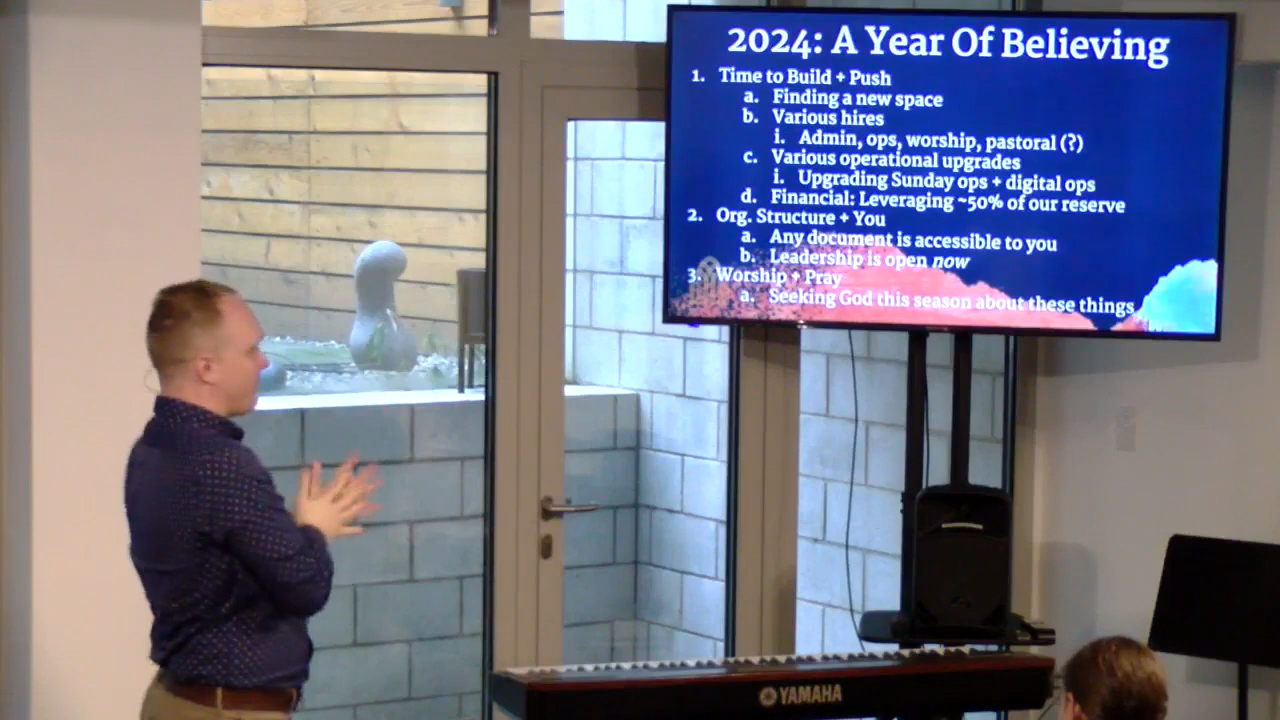 2024: A Year Of Believing
1. Time to Build + Push
a. Finding a new space
b. Various hires
i. Admin, ops, worship, pastoral (?)
c. Various operational upgrades
i. Upgrading Sunday ops + digital ops
d. Financial: Leveraging ~50% of our reserve
2. Org. Structure + You
a. Any document is accessible to you
b. Leadership is open now
3. Worship + Pray
a. Seeking God this season about these things
YAMAHA